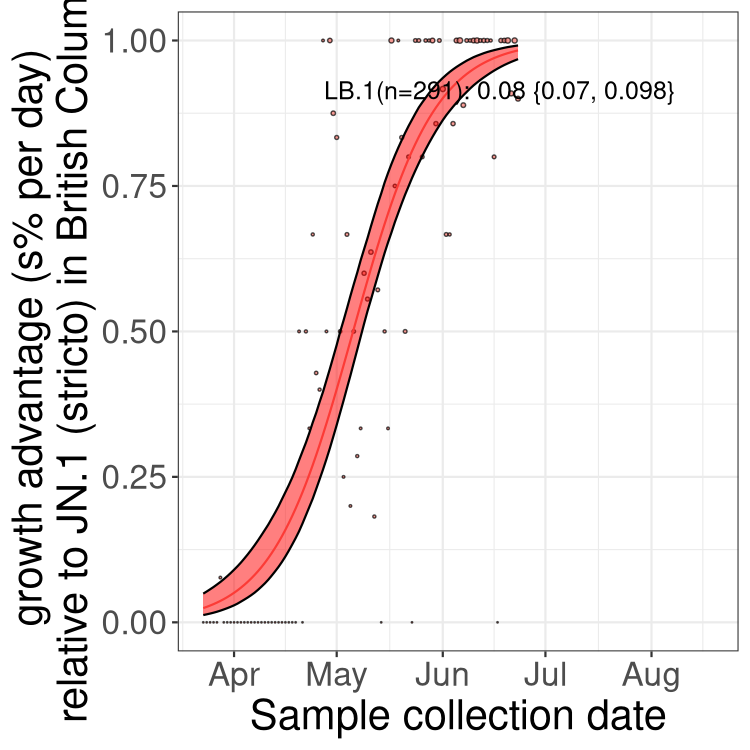 growth advantage (s% per day)
relative to JN.1 (stricto) in British Colum
1.00
0.75
0.50
0.25
0.00
LB.1(n=291): 0.08 {0.07, 0.098}
Apr May Jun Jul Aug
Sample collection date